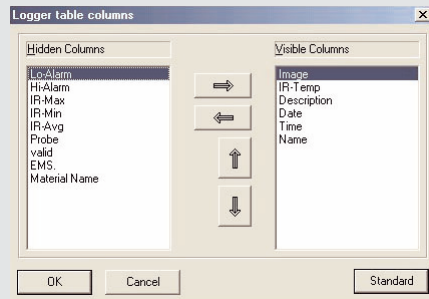 Logger table columns
Hidden Columns
Lo-Alarm
Hi-Alarm
IR-Max
IR-Min
IR-Avg
Probe
valid
EMS.
Material Name
Visible Columns
Image
IR-Temp
Description
Date
Time
Name
OK
Cancel
Standard